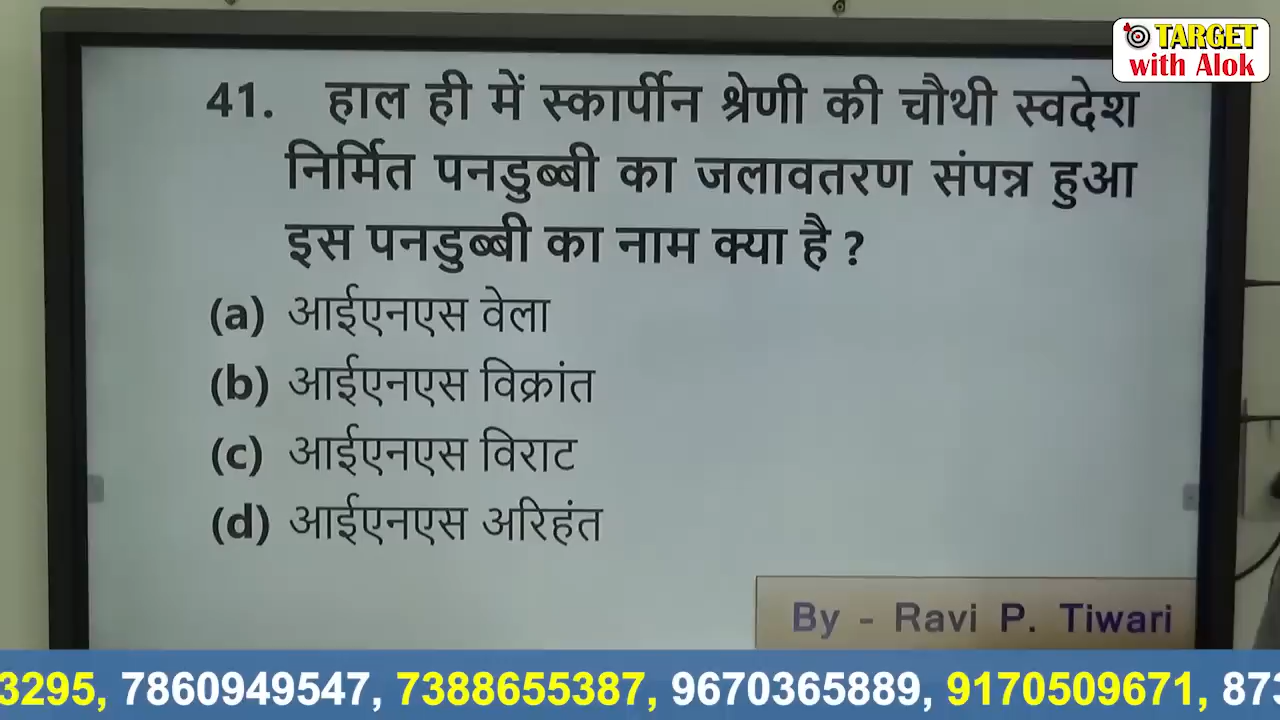 TARGET
with Alok
41. हाल ही में स्कार्पीन श्रेणी की चौथी स्वदेश
निर्मित पनडुब्बी का जलावतरण संपन्न हुआ
इस पनडुब्बी का नाम क्या है ?
(a) आईएनएस वेला
(b) आईएनएस विक्रांत
(c) आईएनएस विराट
(d) आईएनएस अरिहंत
By - Ravi P. Tiwari
3295, 7860949547, 7388655387, 9670365889, 9170509671, 873